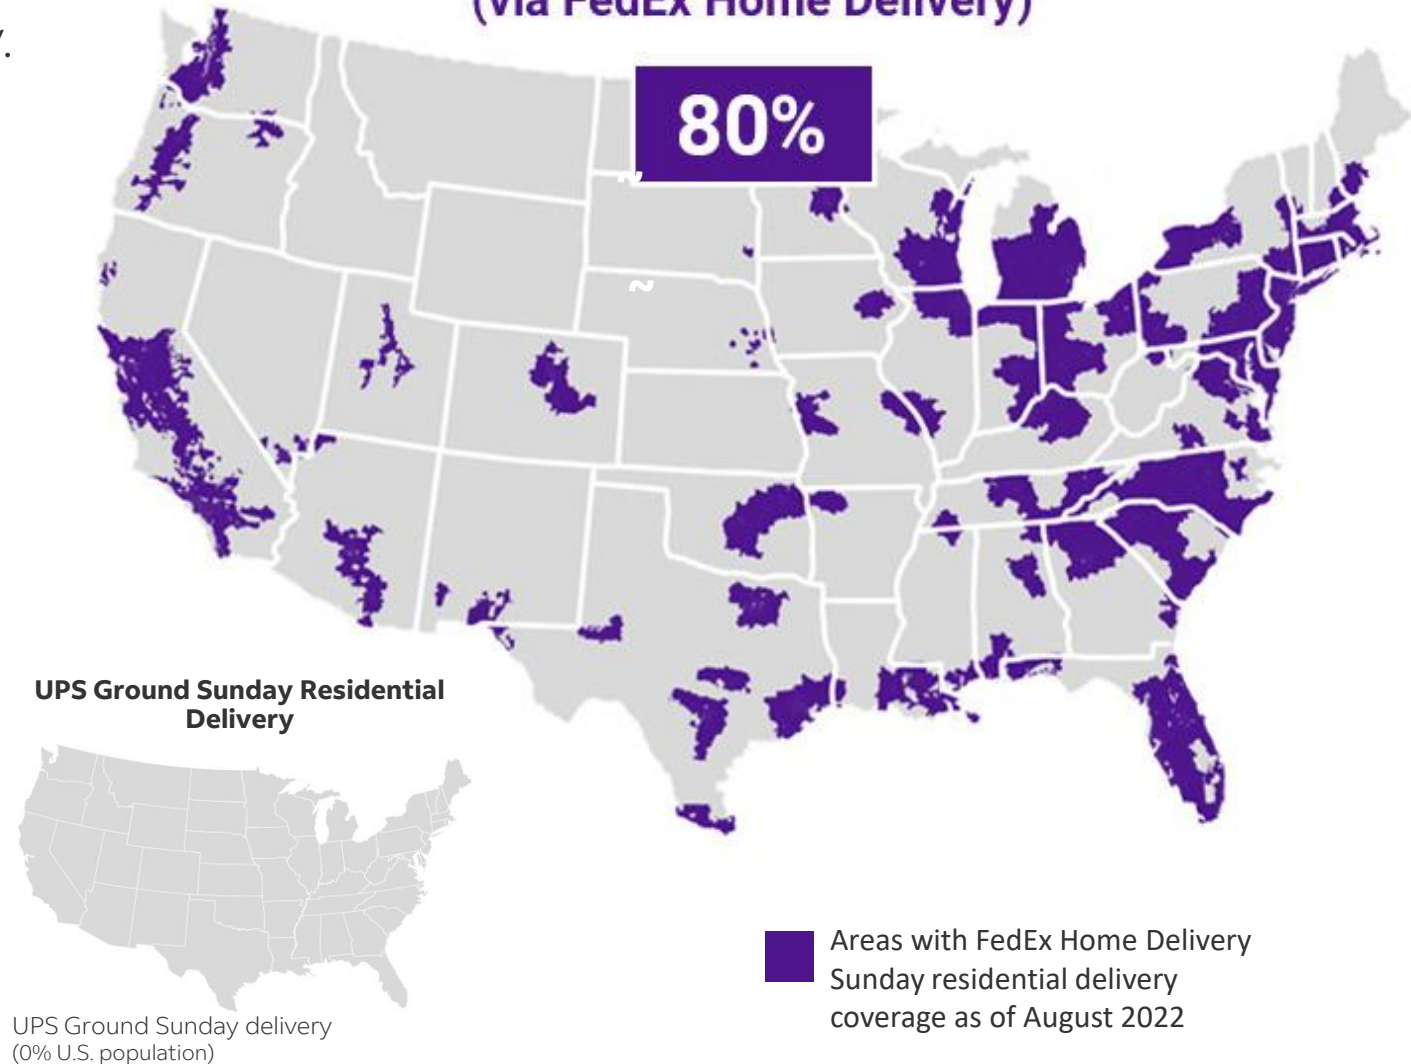 (via FedEx Home Delivery)
y.
80%
UPS Ground Sunday Residential
Delivery
UPS Ground Sunday delivery
(0% U.S. population)
Areas with FedEx Home Delivery
Sunday residential delivery
coverage as of August 2022